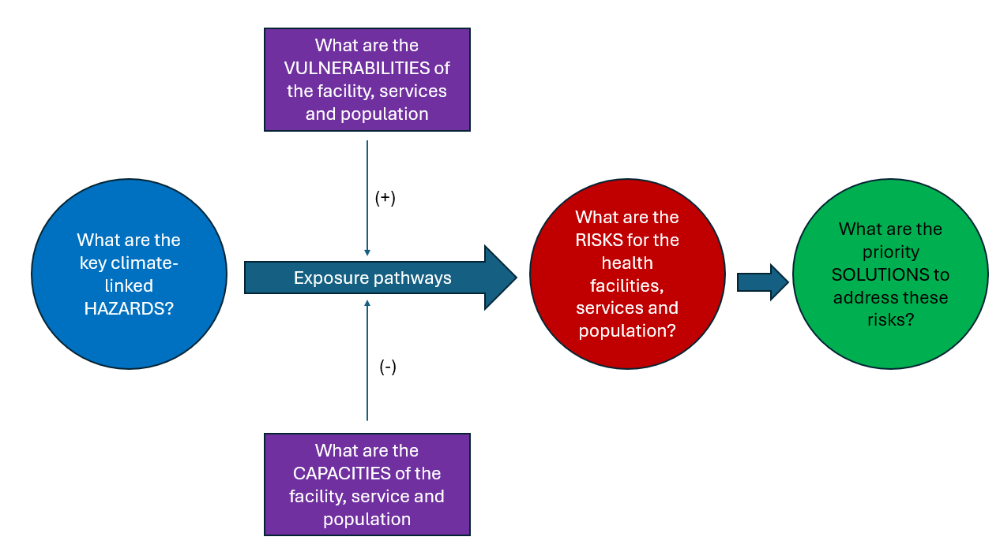 What are the
VULNERABILITIES of
the facility, services
and population
(+)
What are the
key climate-
linked
HAZARDS?
Exposure pathways
What are the
RISKS for the
health
facilities,
services and
population?
What are the
priority
SOLUTIONS to
address these
risks?
(-)
What are the
CAPACITIES of the
facility, service and
population